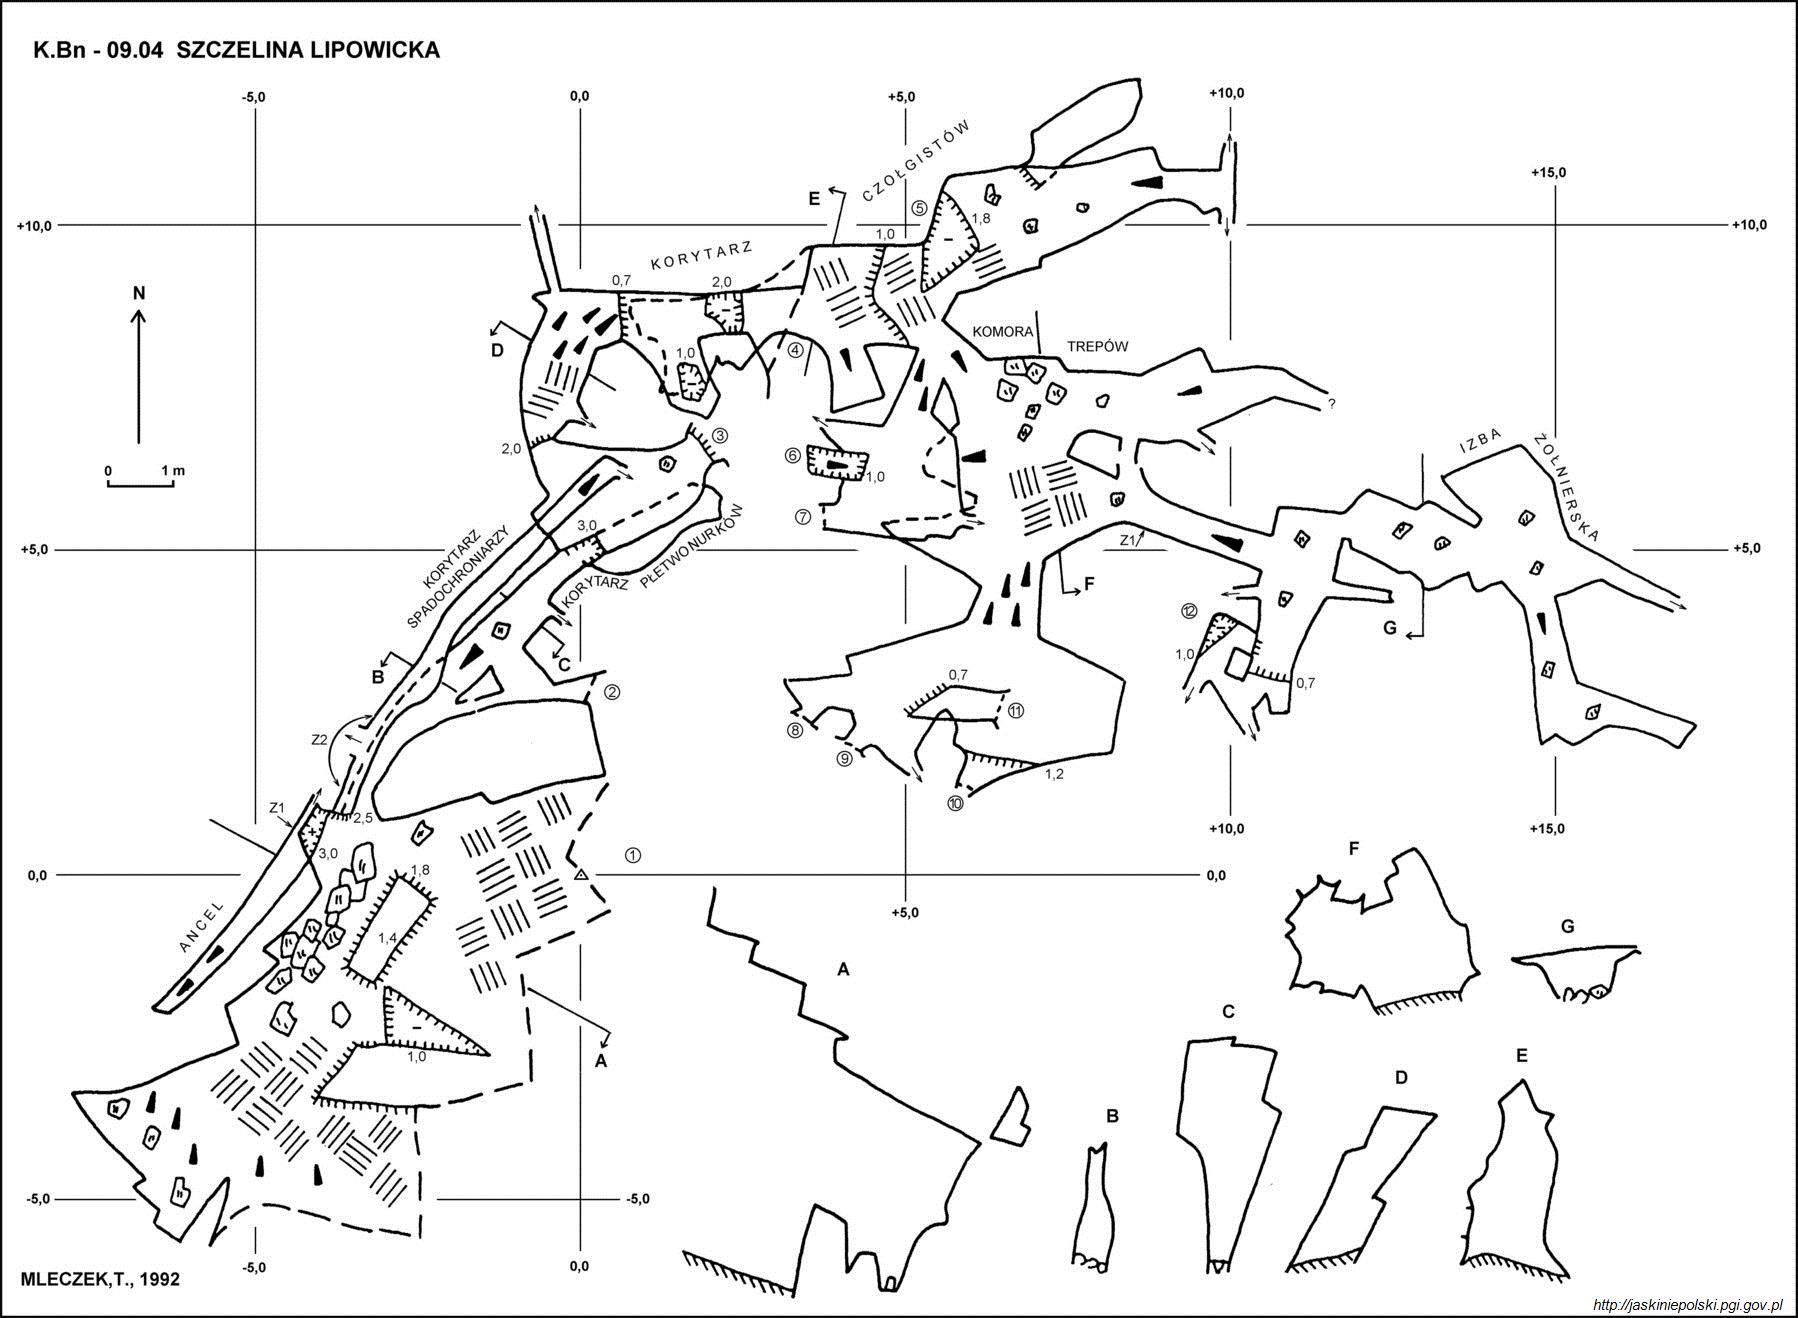 K.Bn - 09.04 SZCZELINA LIPOWICKA
-5,0
0,0
+5,0
+10,0
+15,0
+10,0
+10,0
N
0 1 m
KORYTARZ
CZOŁGISTÓW
E
5
1,8
1,0
0,7
2,0
1,0
D
4
KOMORA TREPÓW
?
2,0
3
6
1,0
7
IZBA
ŻOŁNIERSKA
3,0
+5,0
+5,0
KORYTARZ
SPADOCHRONIARZY
KORYTARZ PŁETWONURKÓW
Z1
F
12
G
1,0
0,7
B
C
2
0,7
11
8
9
10
1,2
Z2
Z1
2,5
3,0
+10,0
+15,0
1
0,0
0,0
1,8
1,4
ANCEL
+5,0
1,0
A
A
F
G
C
E
D
B
-5,0
-5,0
-5,0
0,0
MLECZEK,T., 1992
http://jaskiniepolski.pgi.gov.pl